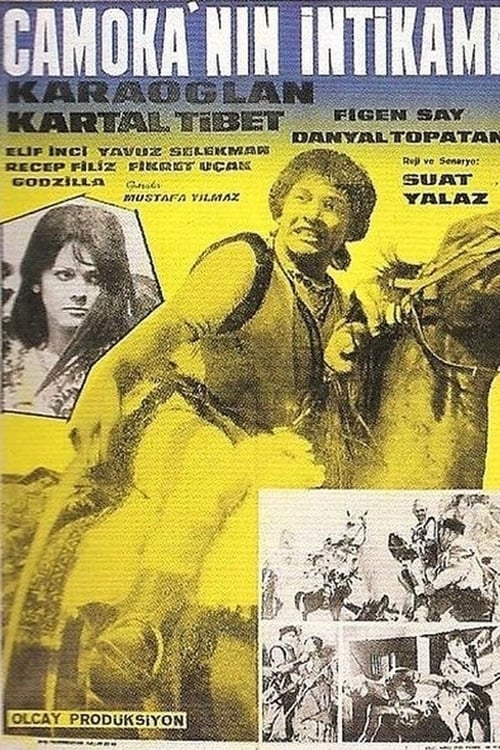 CAMOKA'NIN İNTİKAMI
KARAOĞLAN
KARTAL TİBET
FİGEN SAY
DANYAL TOPATAN
ELİF İNCİ YAVUZ SELEKMAN
RECEP FİLİZ FİKRET UÇAK
GODZİLLA
MUSTAFA YILMAZ
Reji ve Senaryo:
SUAT
YALAZ
OLCAY PRODÜKSİYON